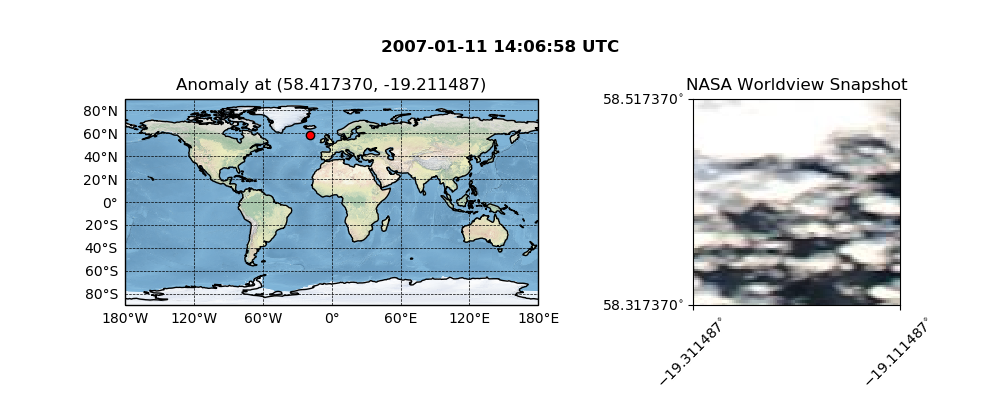 2007-01-11 14:06:58 UTC
Anomaly at (58.417370, -19.211487)
80°N
60°N
40°N
20°N
0°
20°S
40°S
60°S
80°S
180°W 120°W 60°W 0° 60°E 120°E 180°E
NASA Worldview Snapshot
58.517370°
58.317370°
−19.311487°
−19.111487°